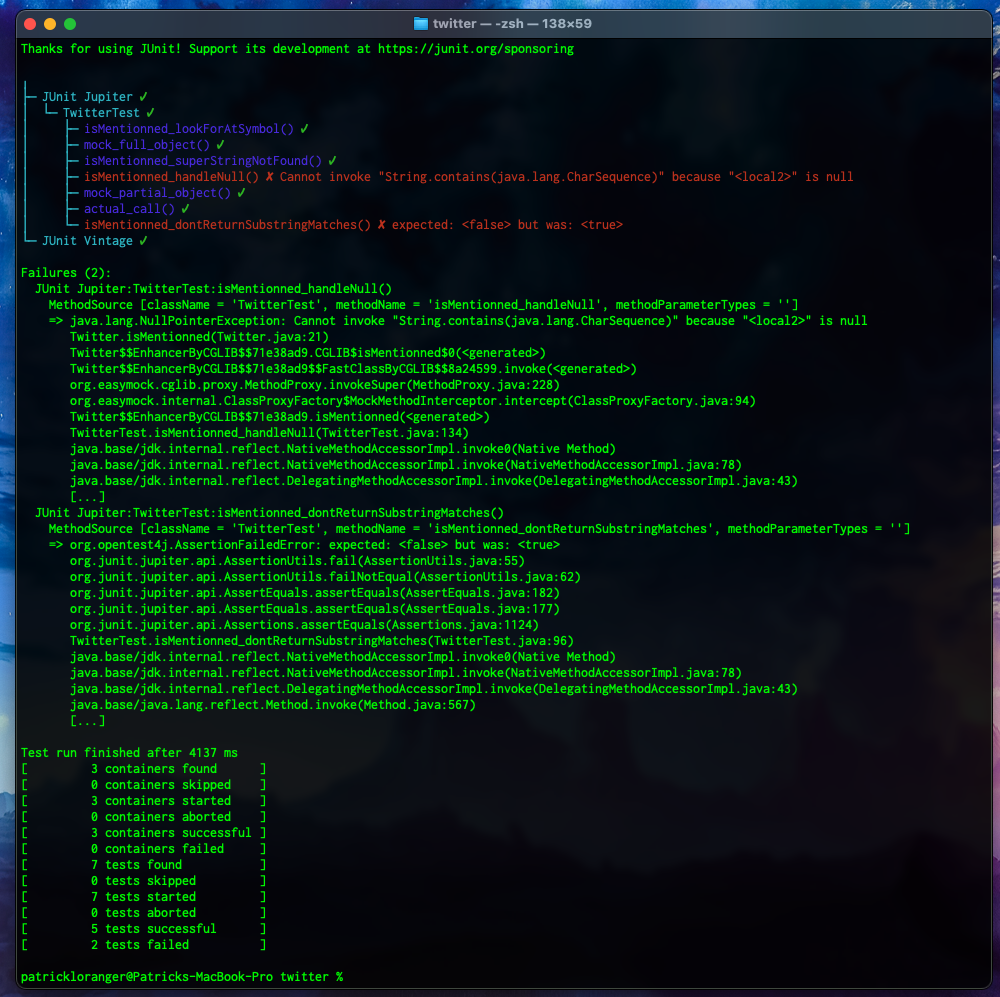 twitter — -zsh — 138×59
Thanks for using JUnit! Support its development at https://junit.org/sponsoring
├─ JUnit Jupiter ✔
│  └─ TwitterTest ✔
│     ├─ isMentionned_lookForAtSymbol() ✔
│     ├─ mock_full_object() ✔
│     ├─ isMentionned_superStringNotFound() ✔
│     ├─ isMentionned_handleNull() ✘ Cannot invoke "String.contains(java.lang.CharSequence)" because "<local2>" is null
│     ├─ mock_partial_object() ✔
│     ├─ actual_call() ✔
│     └─ isMentionned_dontReturnSubstringMatches() ✘ expected: <false> but was: <true>
└─ JUnit Vintage ✔
Failures (2):
  JUnit Jupiter:TwitterTest:isMentionned_handleNull()
    MethodSource [className = 'TwitterTest', methodName = 'isMentionned_handleNull', methodParameterTypes = '']
    => java.lang.NullPointerException: Cannot invoke "String.contains(java.lang.CharSequence)" because "<local2>" is null
       Twitter.isMentionned(Twitter.java:21)
       Twitter$$EnhancerByCGLIB$$71e38ad9.CGLIB$isMentionned$0(<generated>)
       Twitter$$EnhancerByCGLIB$$71e38ad9$$FastClassByCGLIB$$8a24599.invoke(<generated>)
       org.easymock.cglib.proxy.MethodProxy.invokeSuper(MethodProxy.java:228)
       org.easymock.internal.ClassProxyFactory$MockMethodInterceptor.intercept(ClassProxyFactory.java:94)
       Twitter$$EnhancerByCGLIB$$71e38ad9.isMentionned(<generated>)
       TwitterTest.isMentionned_handleNull(TwitterTest.java:134)
       java.base/jdk.internal.reflect.NativeMethodAccessorImpl.invoke0(Native Method)
       java.base/jdk.internal.reflect.NativeMethodAccessorImpl.invoke(NativeMethodAccessorImpl.java:78)
       java.base/jdk.internal.reflect.DelegatingMethodAccessorImpl.invoke(DelegatingMethodAccessorImpl.java:43)
       [...]
  JUnit Jupiter:TwitterTest:isMentionned_dontReturnSubstringMatches()
    MethodSource [className = 'TwitterTest', methodName = 'isMentionned_dontReturnSubstringMatches', methodParameterTypes = '']
    => org.opentest4j.AssertionFailedError: expected: <false> but was: <true>
       org.junit.jupiter.api.AssertionUtils.fail(AssertionUtils.java:55)
       org.junit.jupiter.api.AssertionUtils.failNotEqual(AssertionUtils.java:62)
       org.junit.jupiter.api.AssertEquals.assertEquals(AssertEquals.java:182)
       org.junit.jupiter.api.AssertEquals.assertEquals(AssertEquals.java:177)
       org.junit.jupiter.api.Assertions.assertEquals(Assertions.java:1124)
       TwitterTest.isMentionned_dontReturnSubstringMatches(TwitterTest.java:96)
       java.base/jdk.internal.reflect.NativeMethodAccessorImpl.invoke0(Native Method)
       java.base/jdk.internal.reflect.NativeMethodAccessorImpl.invoke(NativeMethodAccessorImpl.java:78)
       java.base/jdk.internal.reflect.DelegatingMethodAccessorImpl.invoke(DelegatingMethodAccessorImpl.java:43)
       java.base/java.lang.reflect.Method.invoke(Method.java:567)
       [...]
Test run finished after 4137 ms
[         3 containers found      ]
[         0 containers skipped    ]
[         3 containers started    ]
[         0 containers aborted    ]
[         3 containers successful ]
[         0 containers failed     ]
[         7 tests found           ]
[         0 tests skipped         ]
[         7 tests started         ]
[         0 tests aborted         ]
[         5 tests successful      ]
[         2 tests failed          ]
patrickloranger@Patricks-MacBook-Pro twitter %